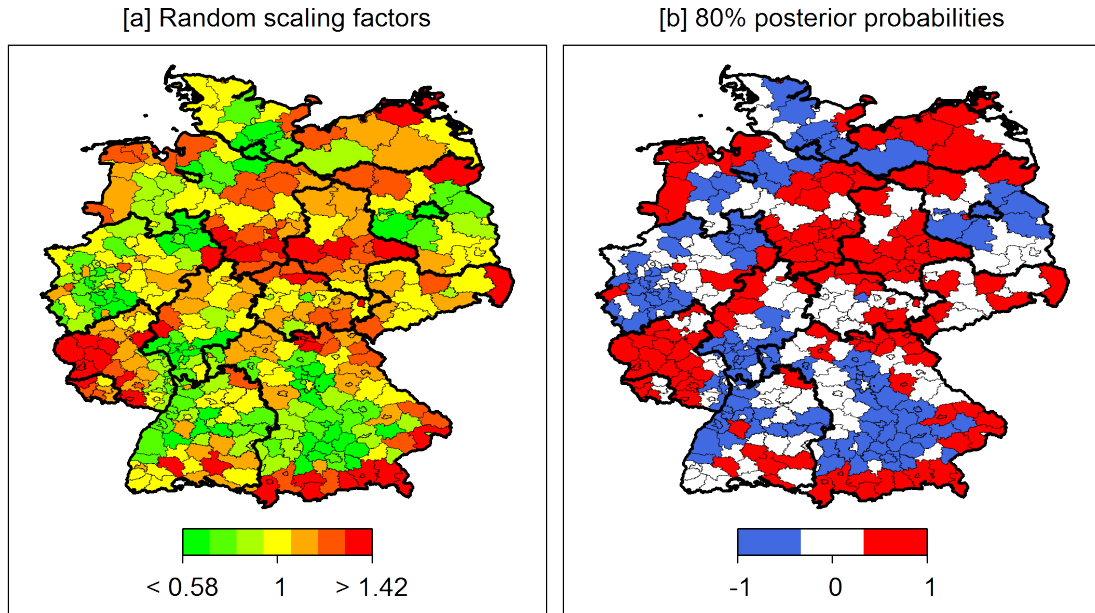 [a] Random scaling factors
[b] 80% posterior probabilities
< 0.58 1 > 1.42
-1 0 1